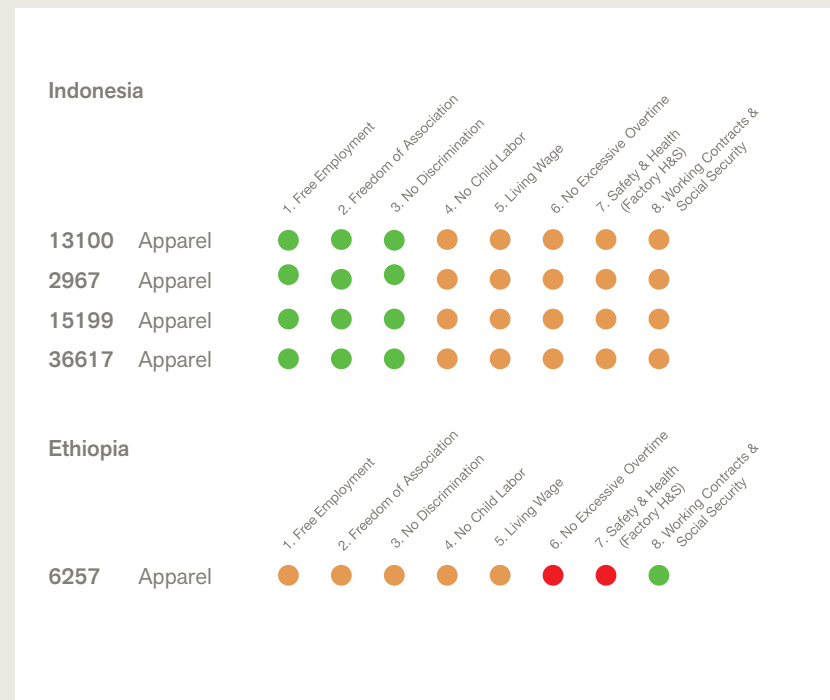 Indonesia
1. Free Employment
2. Freedom of Association
3. No Discrimination
4. No Child Labor
5. Living Wage
6. No Excessive Overtime
7. Safety & Health
(Factory H&S)
8. Working Contracts &
Social Security
13100 Apparel
2967 Apparel
15199 Apparel
36617 Apparel
Ethiopia
1. Free Employment
2. Freedom of Association
3. No Discrimination
4. No Child Labor
5. Living Wage
6. No Excessive Overtime
7. Safety & Health
(Factory H&S)
8. Working Contracts &
Social Security
6257 Apparel